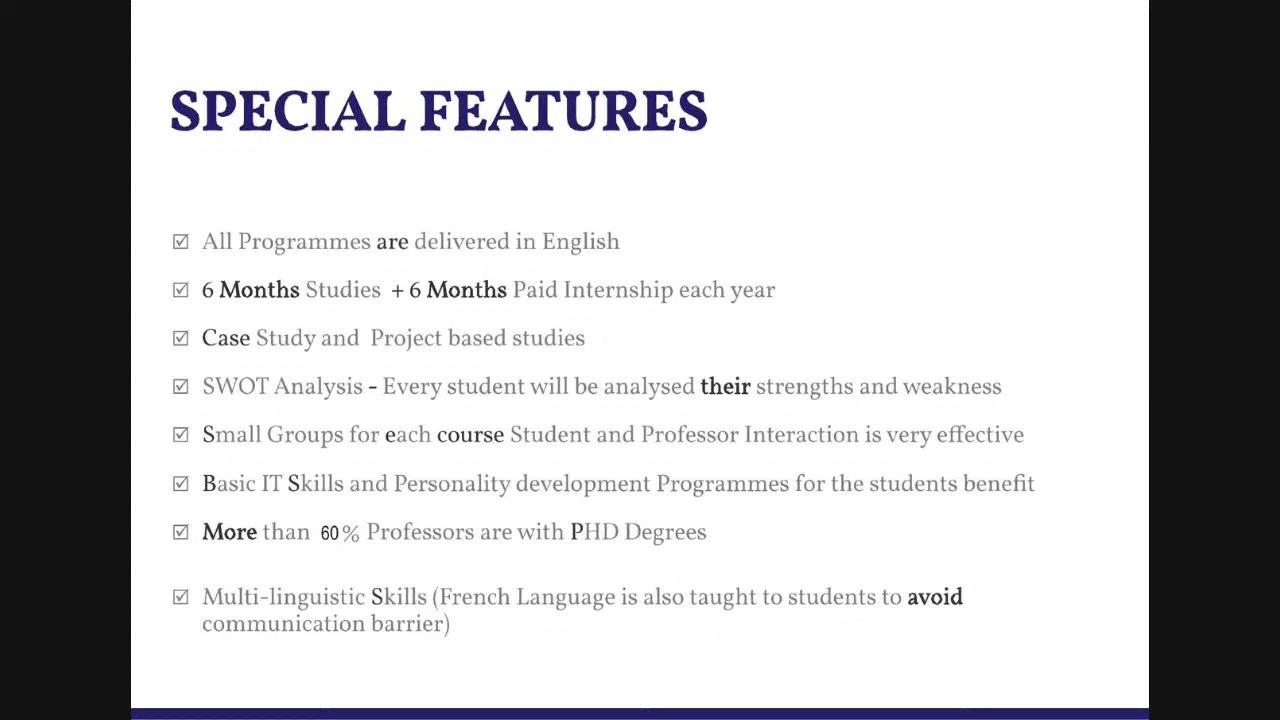 SPECIAL FEATURES
☑ All Programmes are delivered in English
☑ 6 Months Studies + 6 Months Paid Internship each year
☑ Case Study and Project based studies
☑ SWOT Analysis - Every student will be analysed their strengths and weakness
☑ Small Groups for each course Student and Professor Interaction is very effective
☑ Basic IT Skills and Personality development Programmes for the students benefit
☑ More than 60% Professors are with PHD Degrees
☑ Multi-linguistic Skills (French Language is also taught to students to avoid
communication barrier)